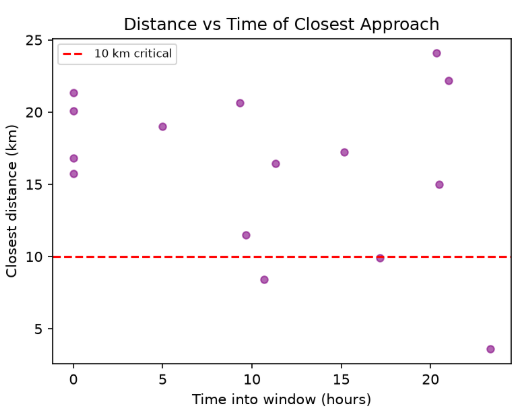 Distance vs Time of Closest Approach
10 km critical
Closest distance (km)
25
20
15
10
5
0 5 10 15 20
Time into window (hours)